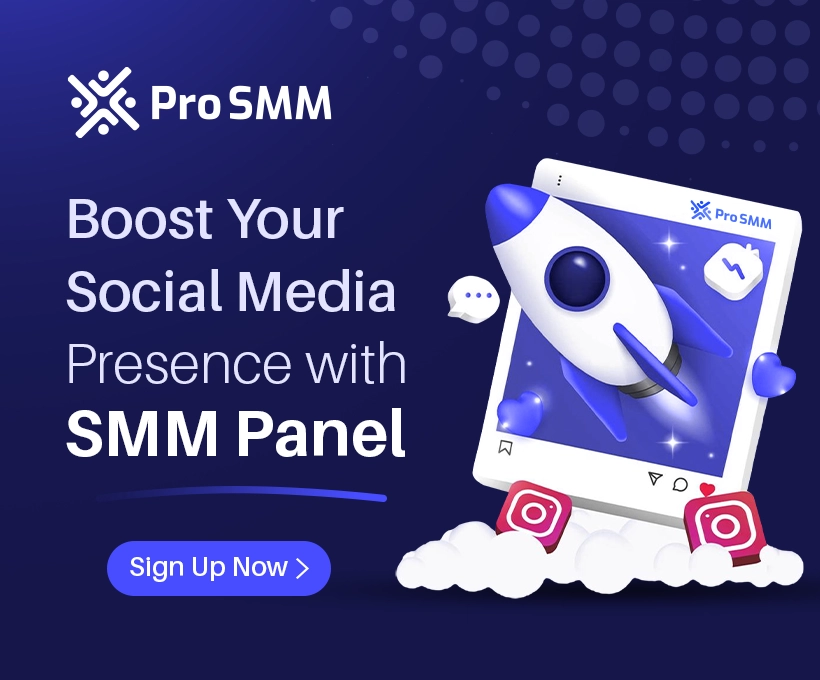 Pro SMM
Boost Your
Social Media
Presence with
SMM Panel
Sign Up Now
Pro SMM